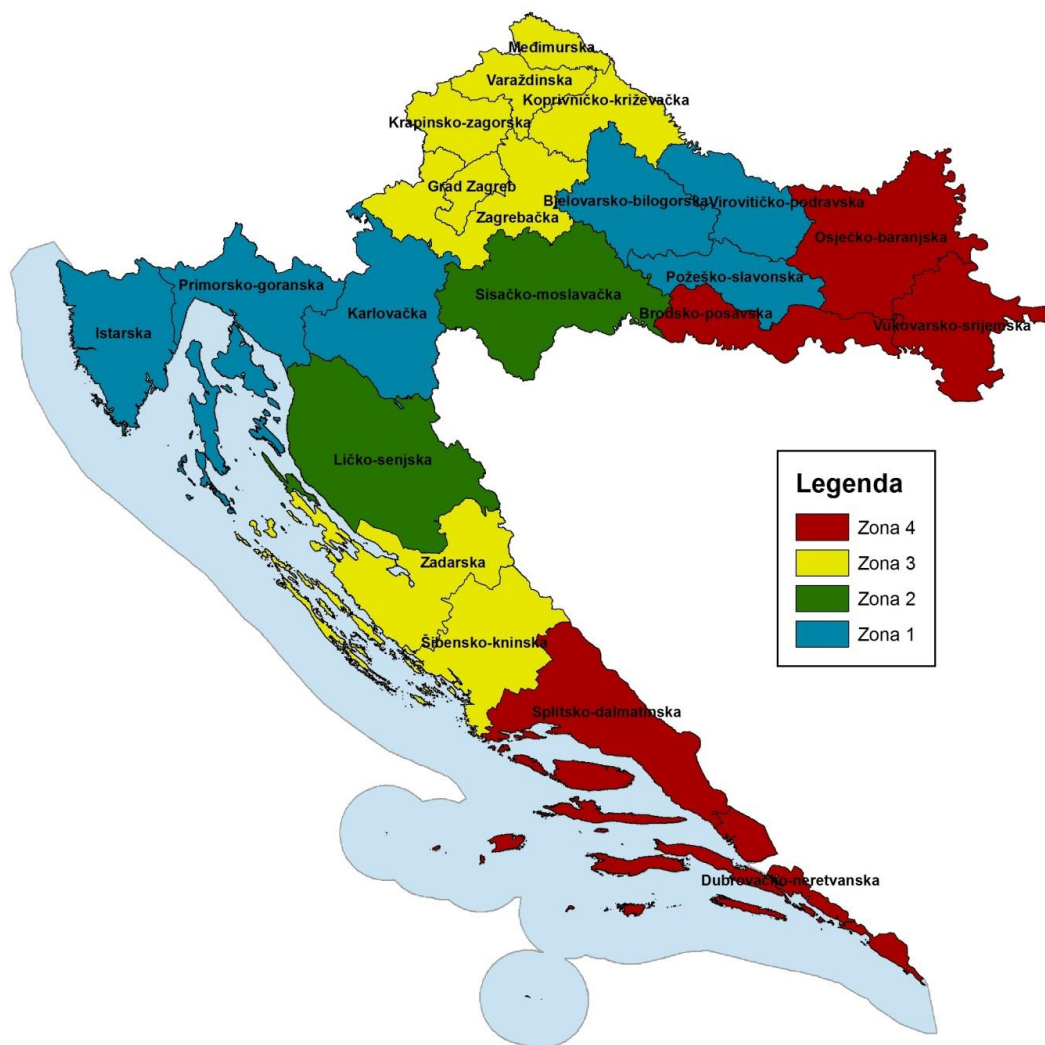 Međimurska
Varaždinska
Koprivničko-križevačka
Krapinsko-zagorska
Grad Zagreb
Zagrebačka
Bjelovarsko-bilogorska
Virovitičko-podravska
Osječko-baranjska
Požeško-slavonska
Primorsko-goranska
Sisačko-moslavačka
Karlovačka
Brodsko-posavska
Istarska
Vukovarsko-srijemska
Ličko-senjska
Zadarska
Šibensko-kninska
Splitsko-dalmatinska
Dubrovačko-neretvanska
Legenda
Zona 4
Zona 3
Zona 2
Zona 1